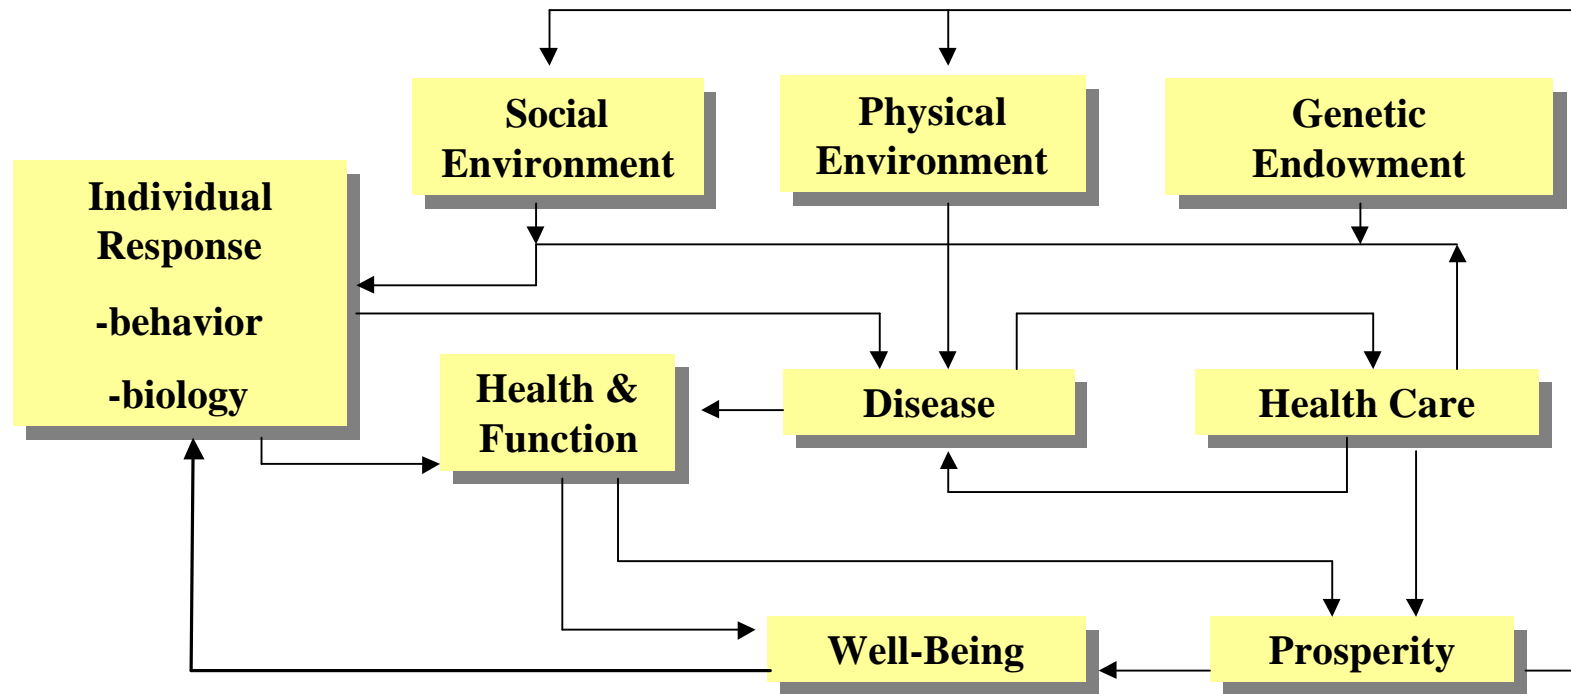 Social
Environment
Physical
Environment
Genetic
Endowment
Individual
Response
-behavior
-biology
Health &
Function
Disease
Health Care
Well-Being
Prosperity